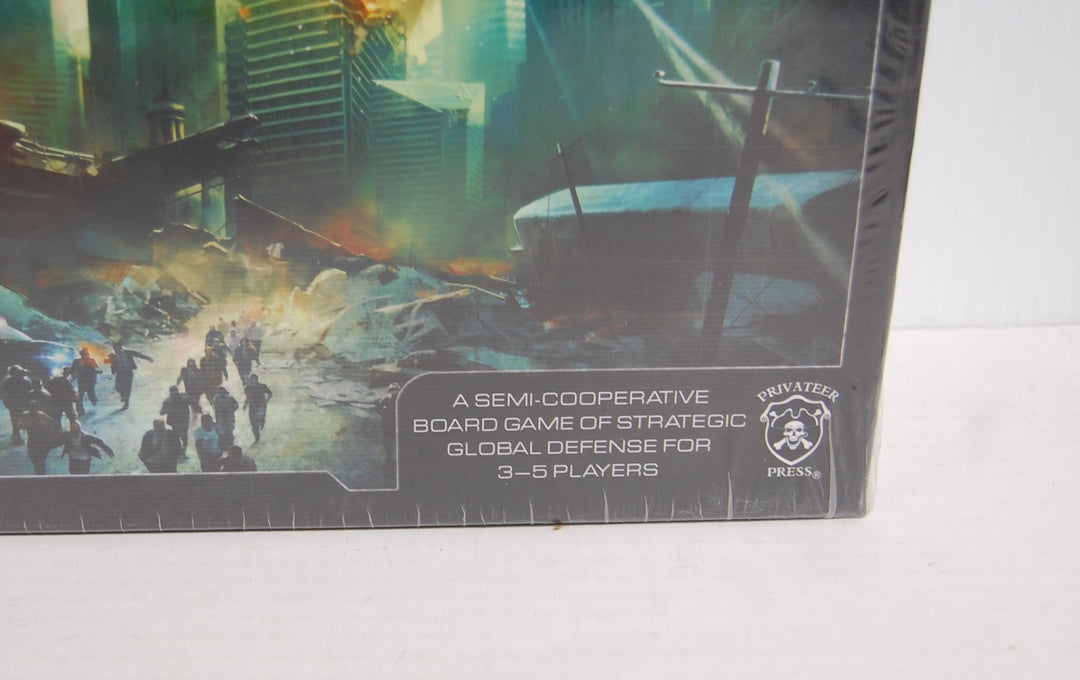 A SEMI-COOPERATIVE
BOARD GAME OF STRATEGIC
GLOBAL DEFENSE FOR
3–5 PLAYERS
PRIVATEER
PRESS®